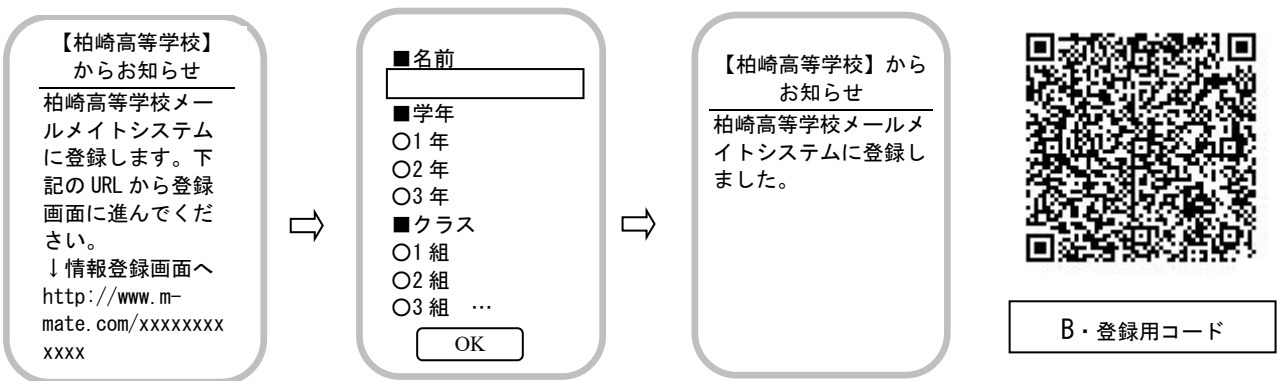 【柏崎高等学校】
からお知らせ
柏崎高等学校メー
ルメイトシステム
に登録します。下
記の URL から登録
画面に進んでくだ
さい。
↓情報登録画面へ
http://www.m-
mate.com/xxxxxxxx
xxxx
⇨
■名前
■学年
○1 年
○2 年
○3 年
■クラス
○1 組
○2 組
○3 組 …
OK
⇨
【柏崎高等学校】から
お知らせ
柏崎高等学校メールメ
イトシステムに登録し
ました。
B・登録用コード